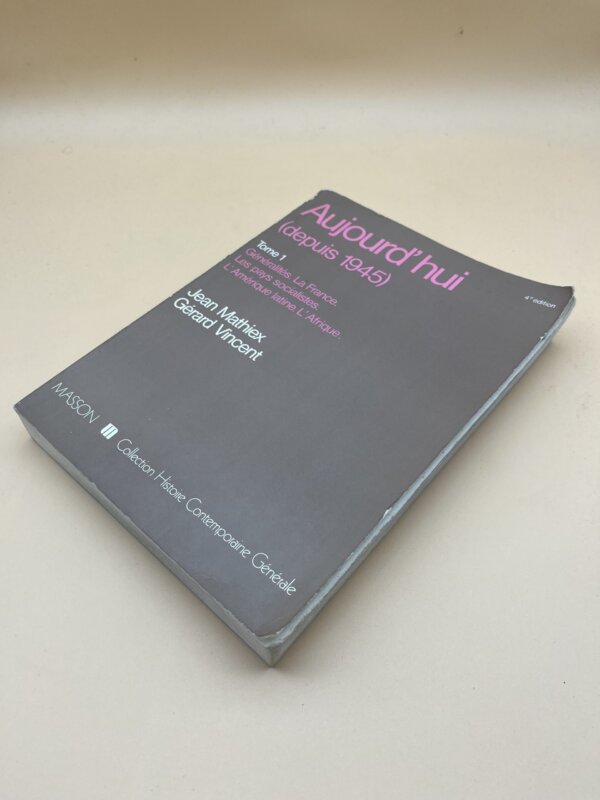 Aujourd'hui
(depuis 1945)
4e édition
Tome 1
Généralités. La France.
Les pays socialistes.
L'Amérique latine. L'Afrique.
Jean Mathiex
Gérard Vincent
MASSON m Collection Histoire Contemporaine Générale